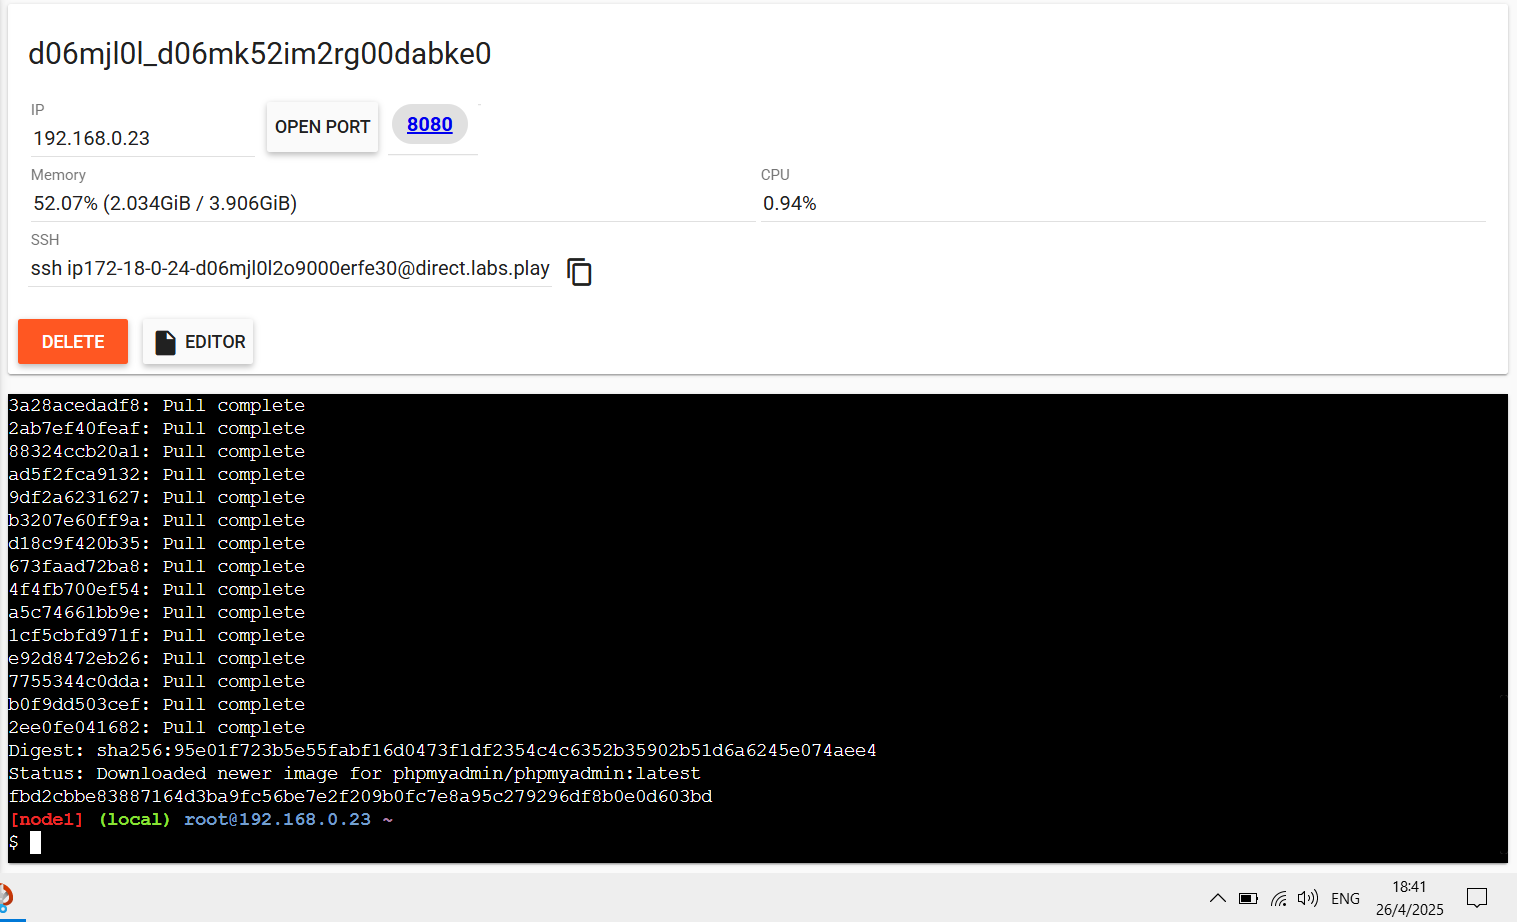 d06mjl0l_d06mk52im2rg00dabke0
IP
192.168.0.23
OPEN PORT
8080
Memory
52.07% (2.034GiB / 3.906GiB)
CPU
0.94%
SSH
ssh ip172-18-0-24-d06mjl0l2o9000erfe30@direct.labs.play
DELETE
EDITOR
3a28acedadf8: Pull complete
2ab7ef40feaf: Pull complete
88324ccb20a1: Pull complete
ad5f2fca9132: Pull complete
9df2a6231627: Pull complete
b3207e60ff9a: Pull complete
d18c9f420b35: Pull complete
673faad72ba8: Pull complete
4f4fb700ef54: Pull complete
a5c74661bb9e: Pull complete
1cf5cbfd971f: Pull complete
e92d8472eb26: Pull complete
7755344c0dda: Pull complete
b0f9dd503cef: Pull complete
2ee0fe041682: Pull complete
Digest: sha256:95e01f723b5e55fabf16d0473f1df2354c4c6352b35902b51d6a6245e074aee4
Status: Downloaded newer image for phpmyadmin/phpmyadmin:latest
fbd2cbbe83887164d3ba9fc56be7e2f209b0fc7e8a95c279296df8b0e0d603bd
[node1] (local) root@192.168.0.23 ~
$
ENG
18:41
26/4/2025